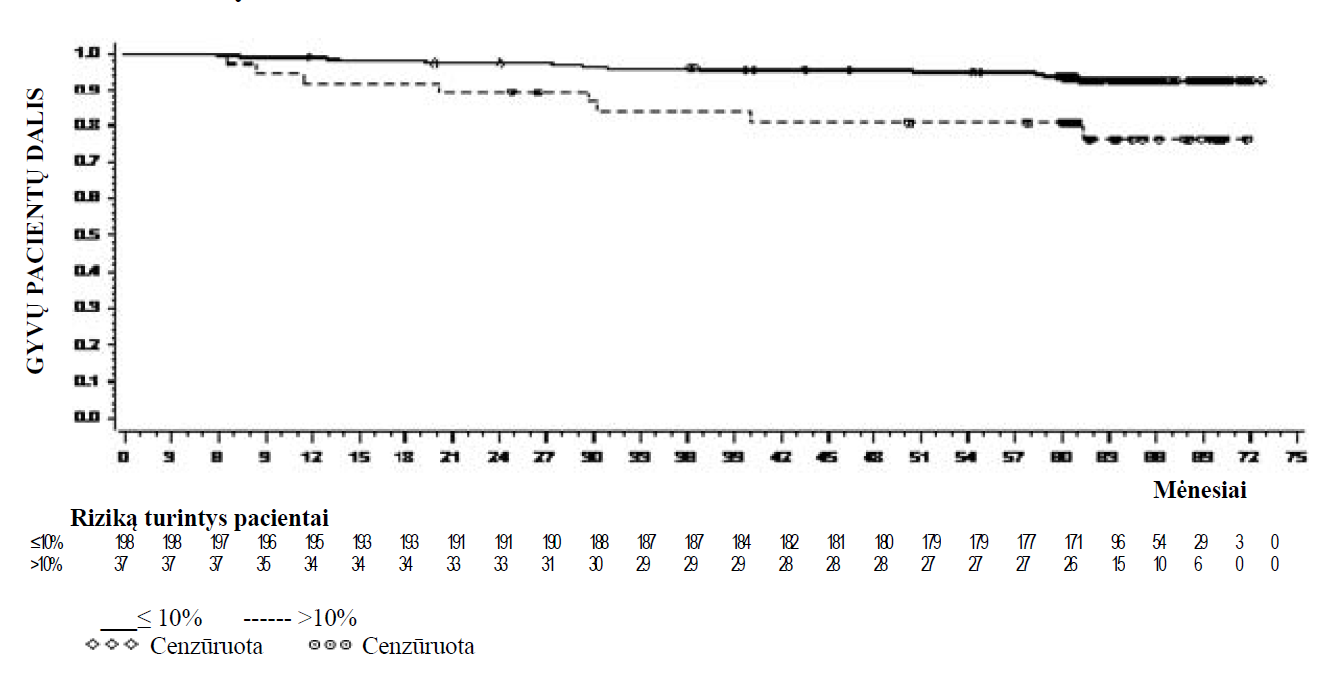 GYVŲ PACIENTŲ DALIS
1.0
0.9
0.8
0.7
0.6
0.5
0.4
0.3
0.2
0.1
0.0
0 3 6 9 12 15 18 21 24 27 30 33 36 39 42 45 48 51 54 57 60 63 66 69 72 75
Mėnesiai
Riziką turintys pacientai
≤10% 198 198 197 196 195 193 193 191 191 190 188 187 187 184 182 181 180 179 179 177 171 96 54 29 3 0
>10% 37 37 37 35 34 34 34 33 33 31 30 29 29 29 28 28 28 27 27 27 26 15 10 6 0 0
≤ 10% ------ >10%
Cenzūruota Cenzūruota